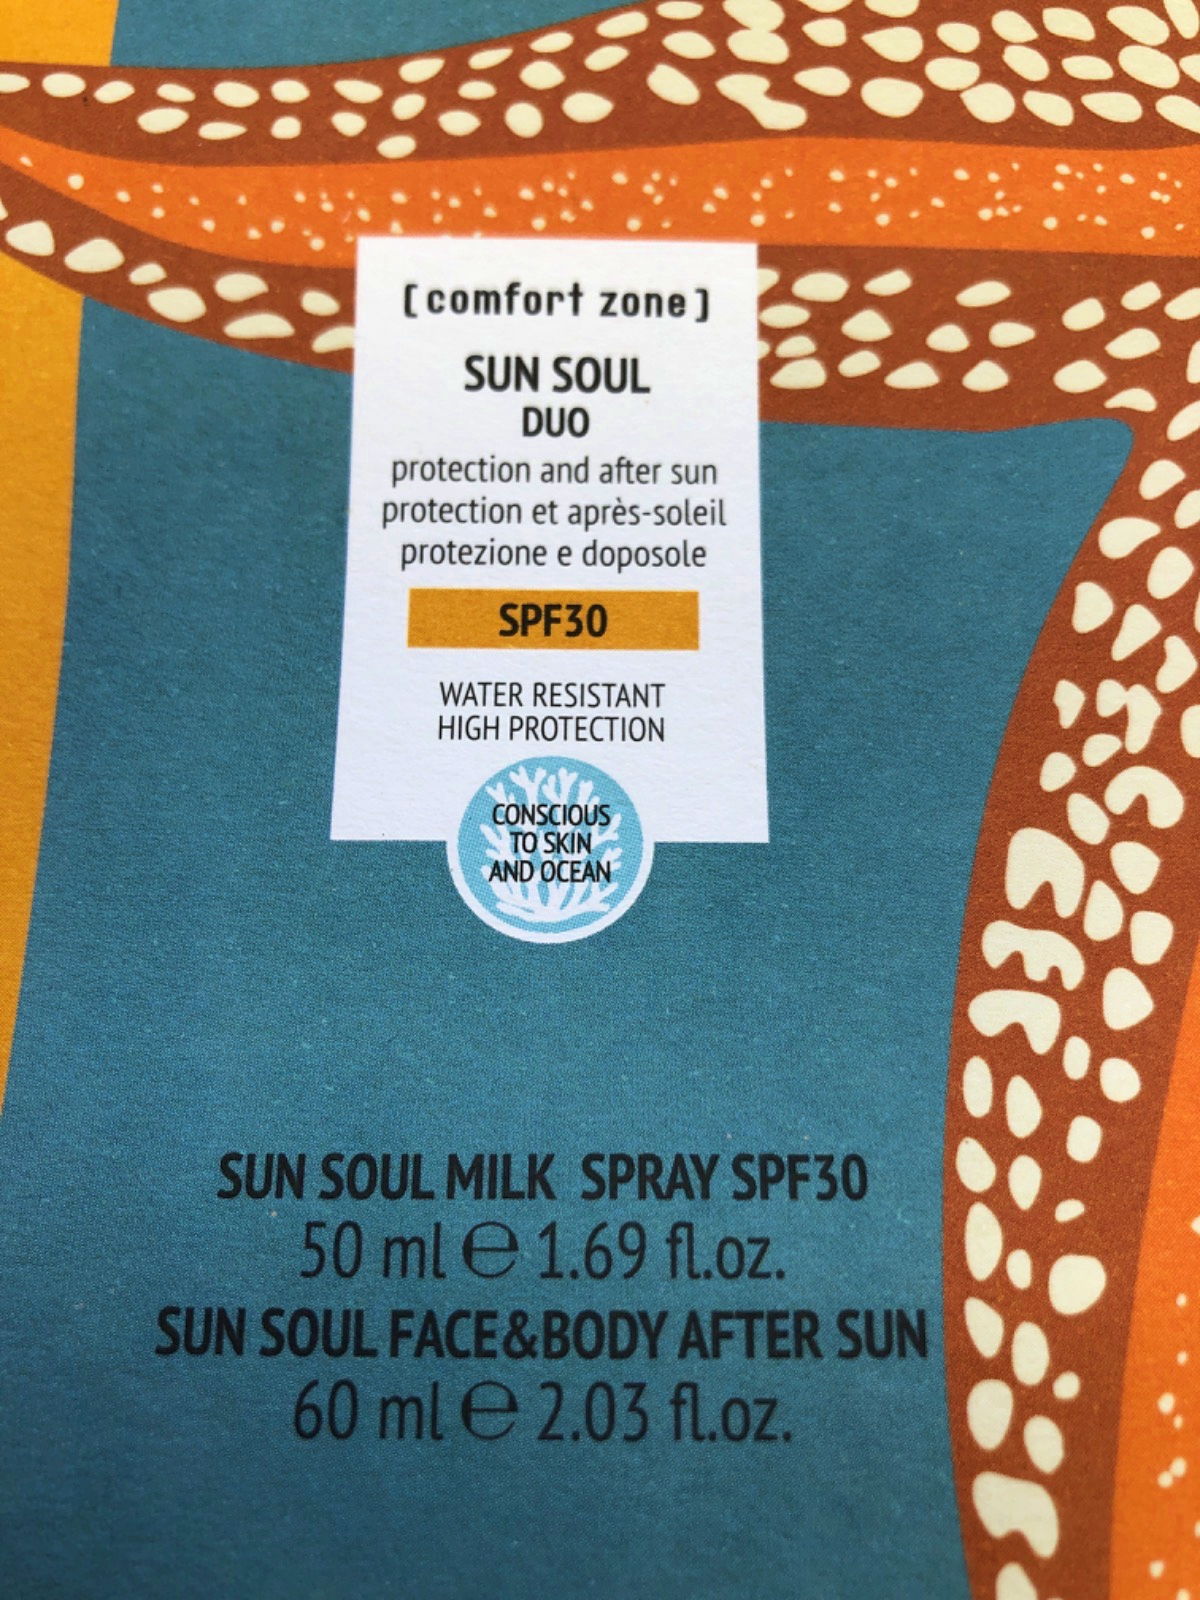 [ comfort zone ]
SUN SOUL
DUO
protection and after sun
protection et après-soleil
protezione e doposole
SPF30
WATER RESISTANT
HIGH PROTECTION
CONSCIOUS
TO SKIN
AND OCEAN
SUN SOUL MILK SPRAY SPF30
50 ml ℮ 1.69 fl.oz.
SUN SOUL FACE&BODY AFTER SUN
60 ml ℮ 2.03 fl.oz.